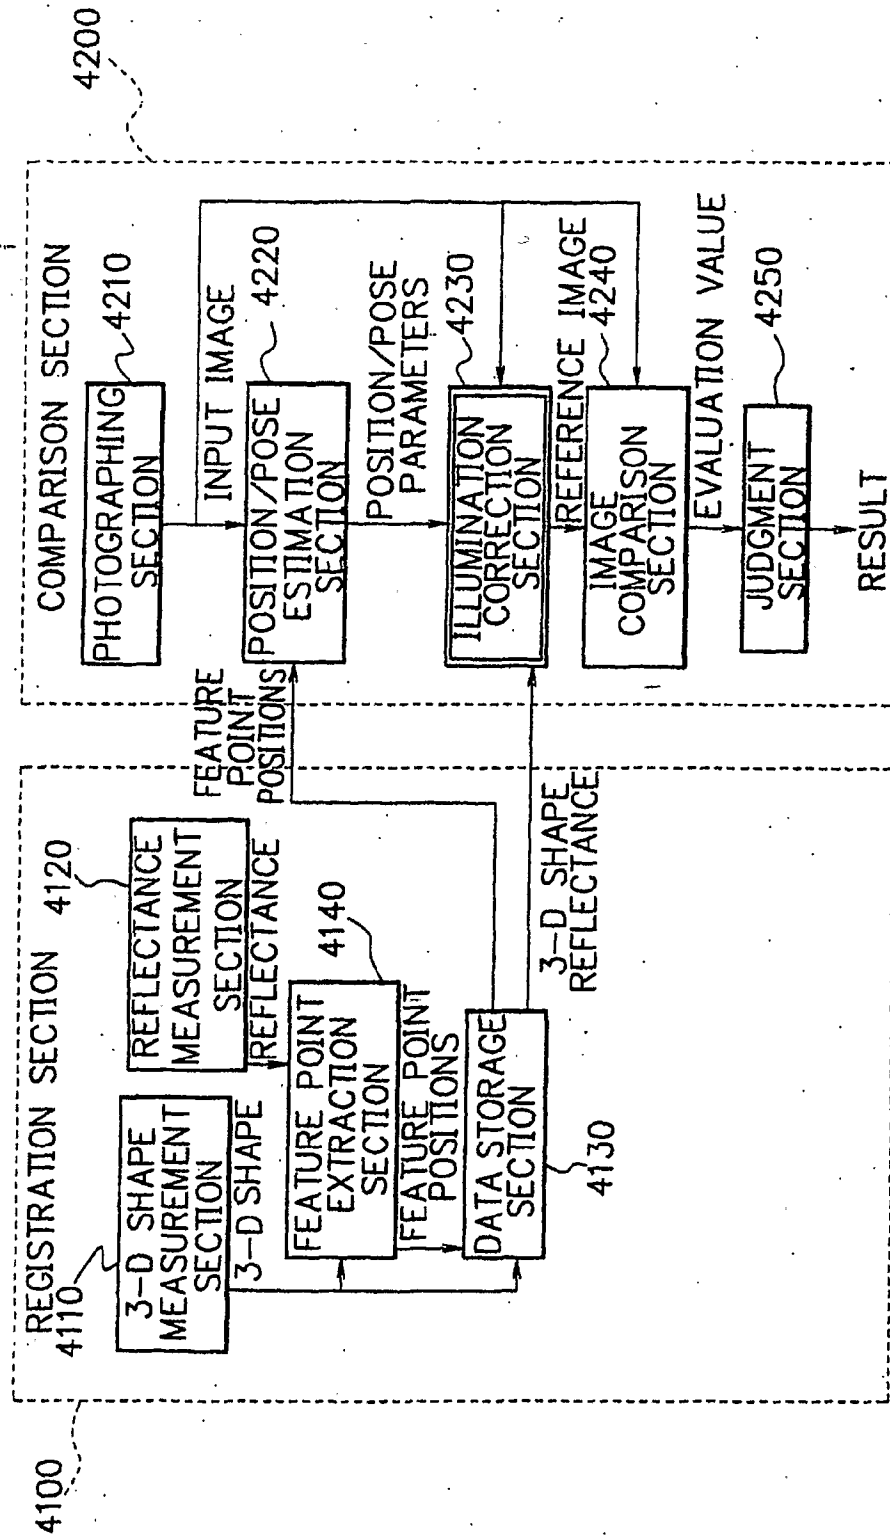 4100
REGISTRATION SECTION
4110
3-D SHAPE
MEASUREMENT
SECTION
3-D SHAPE
4120
REFLECTANCE
MEASUREMENT
SECTION
REFLECTANCE
4140
FEATURE POINT
EXTRACTION
SECTION
FEATURE POINT
POSITIONS
DATA STORAGE
SECTION
4130
FEATURE
POINT
POSITIONS
3-D SHAPE
REFLECTANCE
4200
COMPARISON SECTION
PHOTOGRAPHING
SECTION
4210
INPUT IMAGE
POSITION/POSE
ESTIMATION
SECTION
4220
POSITION/POSE
PARAMETERS
ILLUMINATION
CORRECTION
SECTION
4230
REFERENCE IMAGE
IMAGE
COMPARISON
SECTION
4240
EVALUATION VALUE
JUDGMENT
SECTION
4250
RESULT